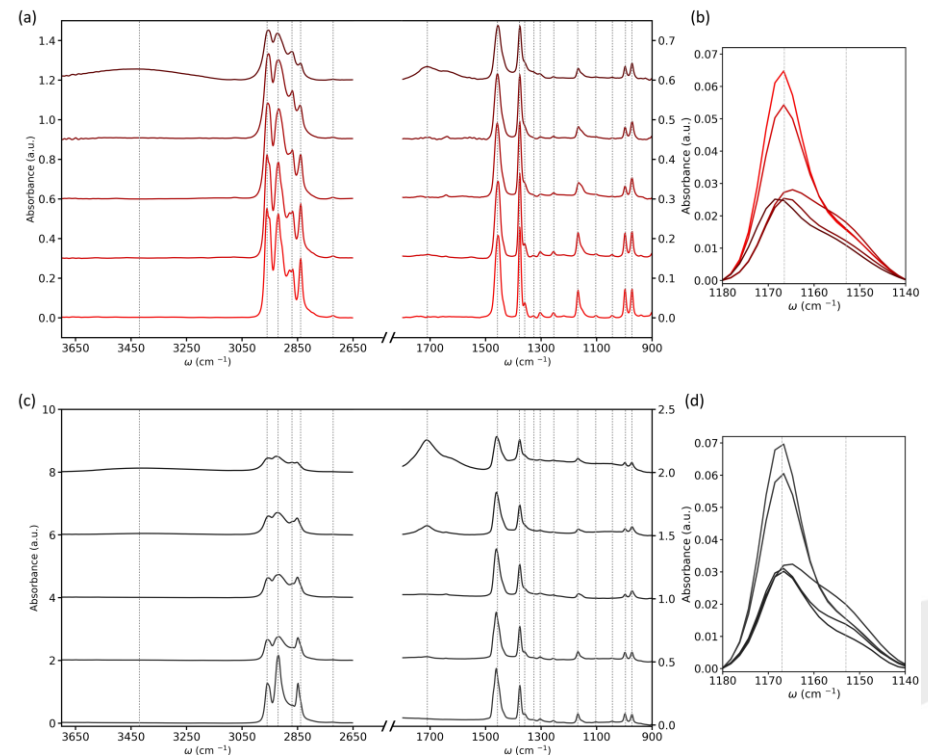 (a)
(b)
Absorbance (a.u.)
1.4
1.2
1.0
0.8
0.6
0.4
0.2
0.0
0.7
0.6
0.5
0.4
0.3
0.2
0.1
0.0
3650 3450 3250 3050 2850 2650 1700 1500 1300 1100 900
ω (cm ⁻¹) ω (cm ⁻¹)
Absorbance (a.u.)
0.07
0.06
0.05
0.04
0.03
0.02
0.01
0.00
1180 1170 1160 1150 1140
ω (cm ⁻¹)
(c)
(d)
Absorbance (a.u.)
10
8
6
4
2
0
2.5
2.0
1.5
1.0
0.5
0.0
3650 3450 3250 3050 2850 2650 1700 1500 1300 1100 900
ω (cm ⁻¹) ω (cm ⁻¹)
Absorbance (a.u.)
0.07
0.06
0.05
0.04
0.03
0.02
0.01
0.00
1180 1170 1160 1150 1140
ω (cm ⁻¹)